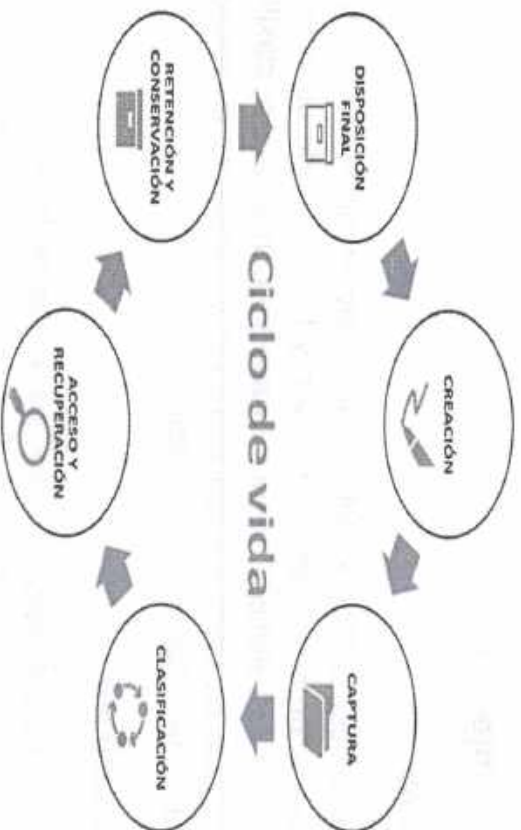 CREACIÓN
CAPTURA
CLASIFICACIÓN
ACCESO Y
RECUPERACIÓN
RETENCIÓN Y
CONSERVACIÓN
DISPOSICIÓN
FINAL
Ciclo de vida